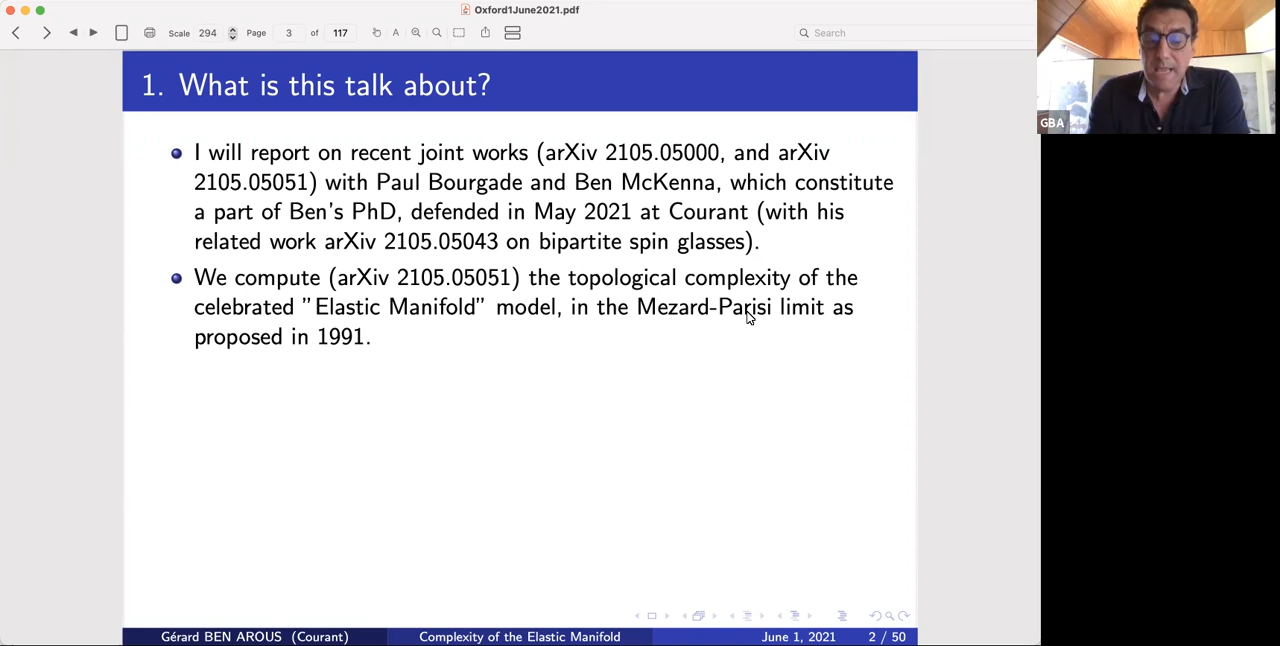 Oxford1June2021.pdf
Scale 294 Page 3 of 117
A
Search
GBA
1. What is this talk about?
I will report on recent joint works (arXiv 2105.05000, and arXiv
2105.05051) with Paul Bourgade and Ben McKenna, which constitute
a part of Ben's PhD, defended in May 2021 at Courant (with his
related work arXiv 2105.05043 on bipartite spin glasses).
We compute (arXiv 2105.05051) the topological complexity of the
celebrated "Elastic Manifold" model, in the Mezard-Parisi limit as
proposed in 1991.
Gérard BEN AROUS (Courant) Complexity of the Elastic Manifold June 1, 2021 2 / 50